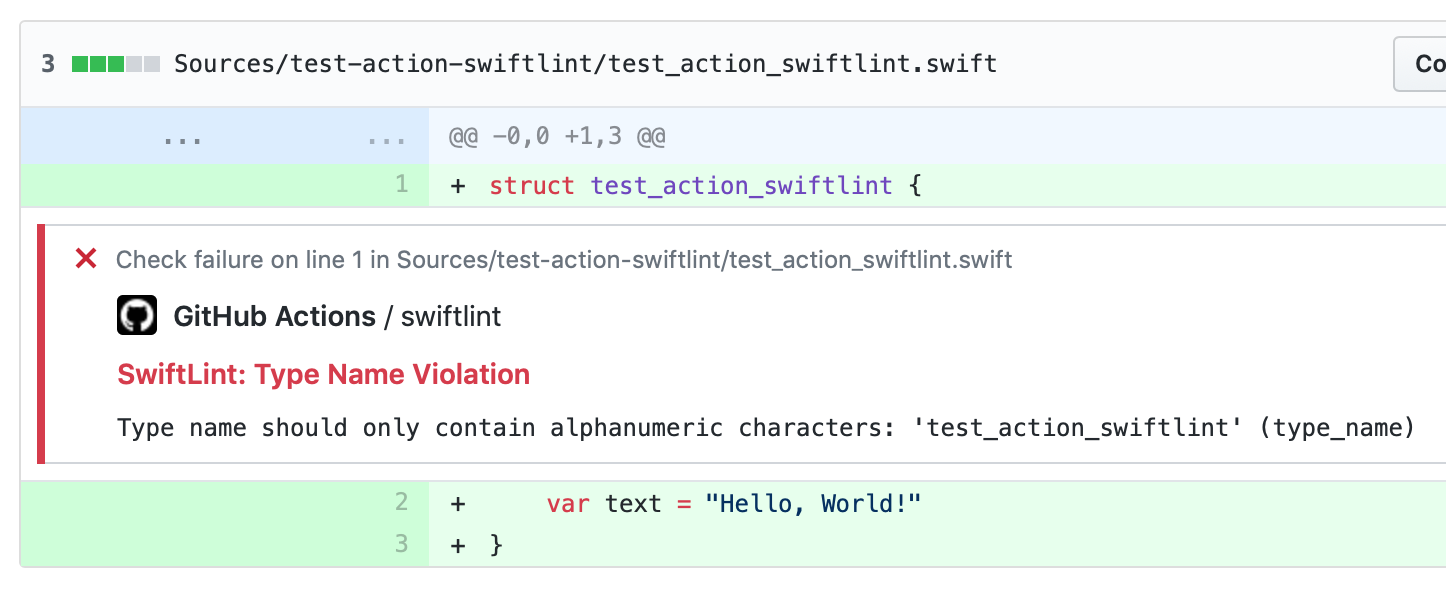 3 Sources/test-action-swiftlint/test_action_swiftlint.swift Co
... ... @@ -0,0 +1,3 @@
1 + struct test_action_swiftlint {
Check failure on line 1 in Sources/test-action-swiftlint/test_action_swiftlint.swift
GitHub Actions / swiftlint
SwiftLint: Type Name Violation
Type name should only contain alphanumeric characters: 'test_action_swiftlint' (type_name)
2 + var text = "Hello, World!"
3 + }